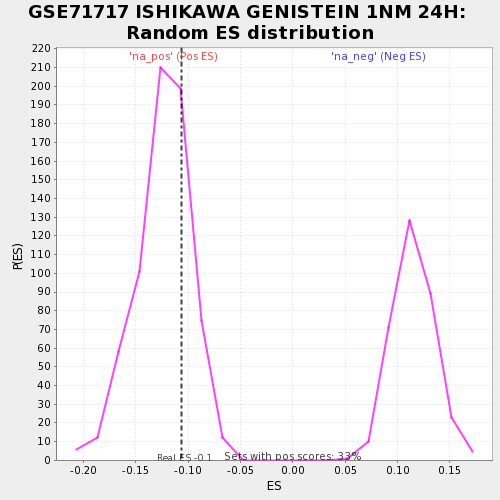 GSE71717 ISHIKAWA GENISTEIN 1NM 24H:
Random ES distribution
'na_pos' (Pos ES)
'na_neg' (Neg ES)
220
210
200
190
180
170
160
150
140
130
120
110
100
90
80
70
60
50
40
30
20
10
0
P(ES)
Real ES -0.1
Sets with pos scores: 33%
-0.20 -0.15 -0.10 -0.05 0.00 0.05 0.10 0.15
ES